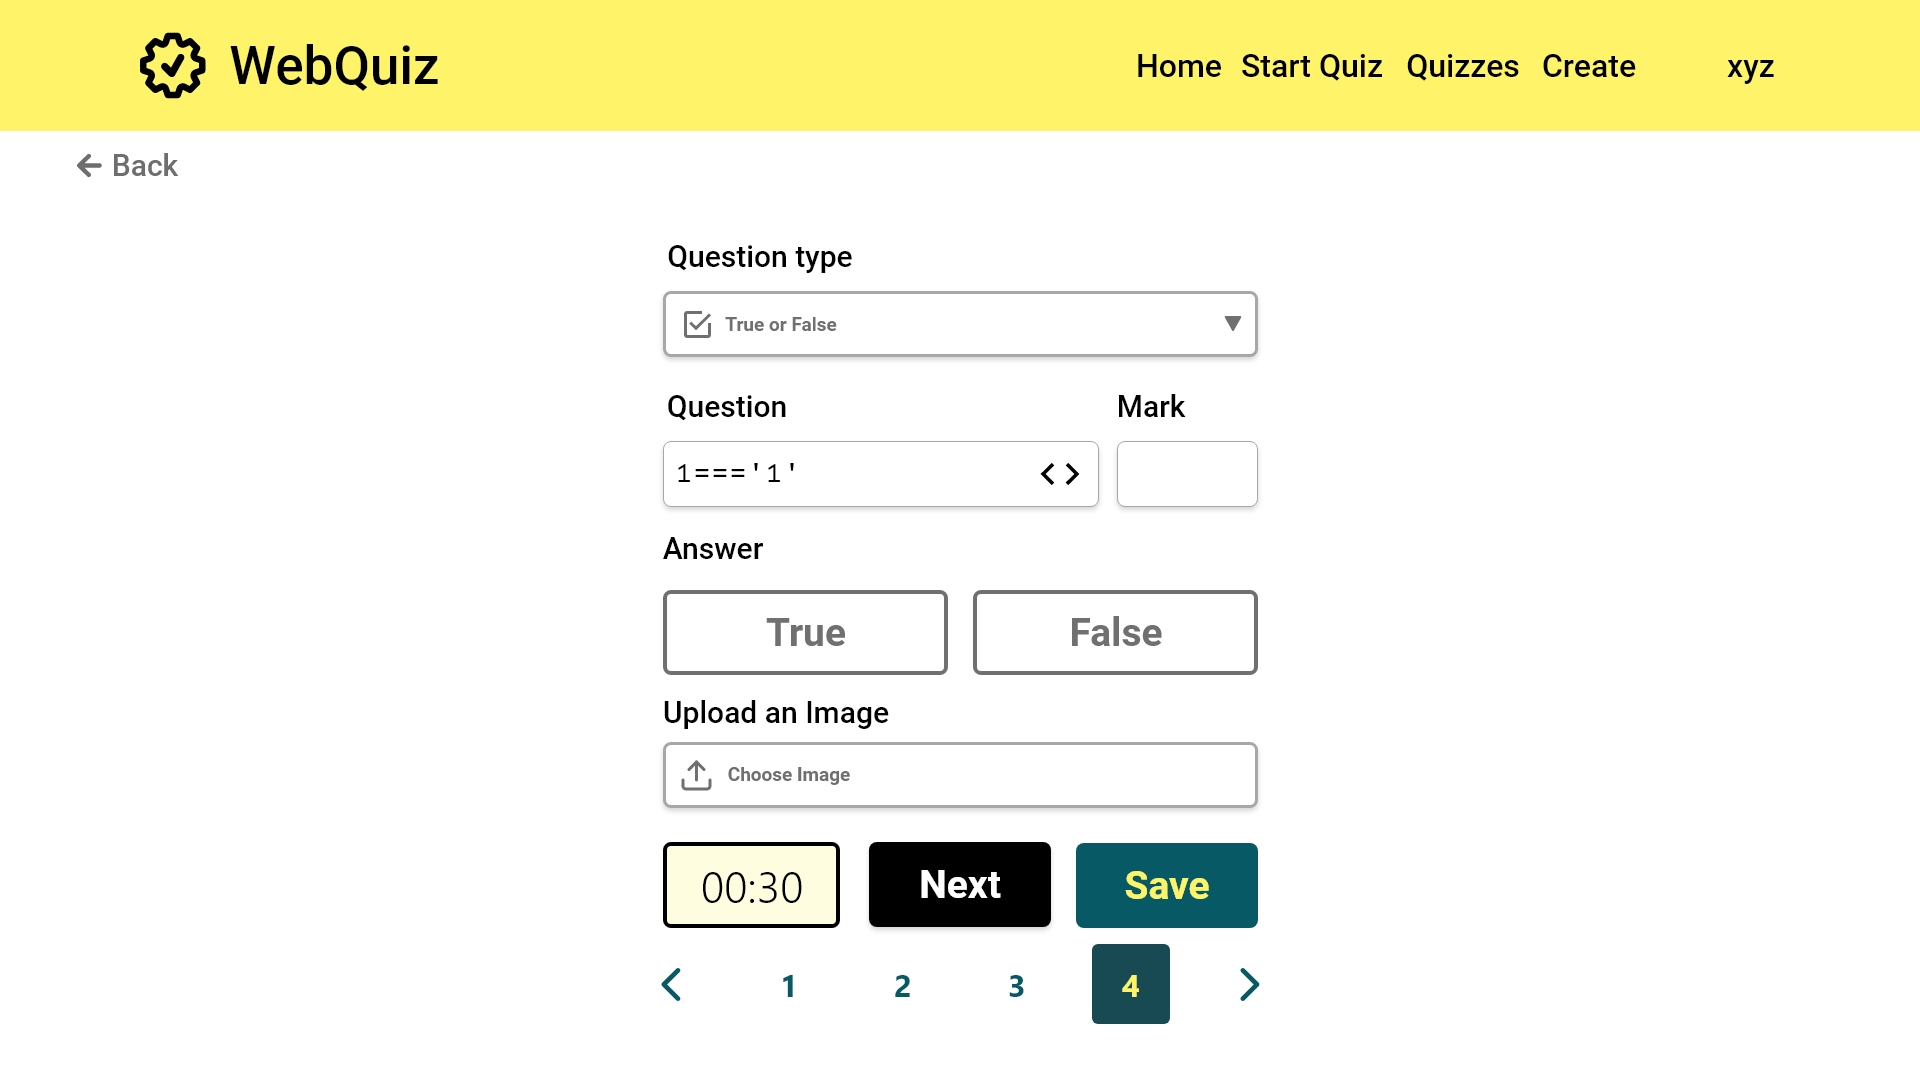 WebQuiz
Home Start Quiz Quizzes Create xyz
Back
Question type
True or False
Question Mark
1==='1'
Answer
True False
Upload an Image
Choose Image
00:30 Next Save
1 2 3 4